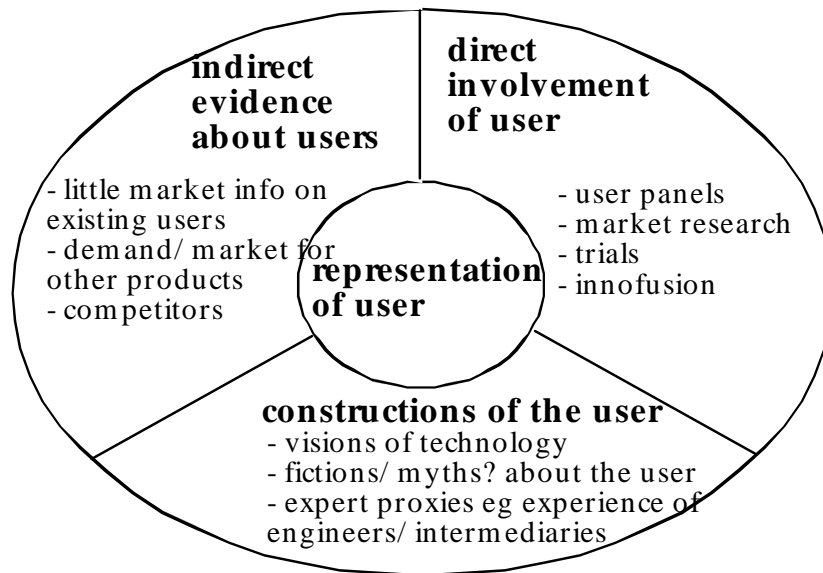 indirect
evidence
about users
- little market info on
existing users
- demand/ market for
other products
- competitors
direct
involvement
of user
- user panels
- market research
- trials
- innofusion
representation
of user
constructions of the user
- visions of technology
- fictions/ myths? about the user
- expert proxies eg experience of
engineers/ intermediaries